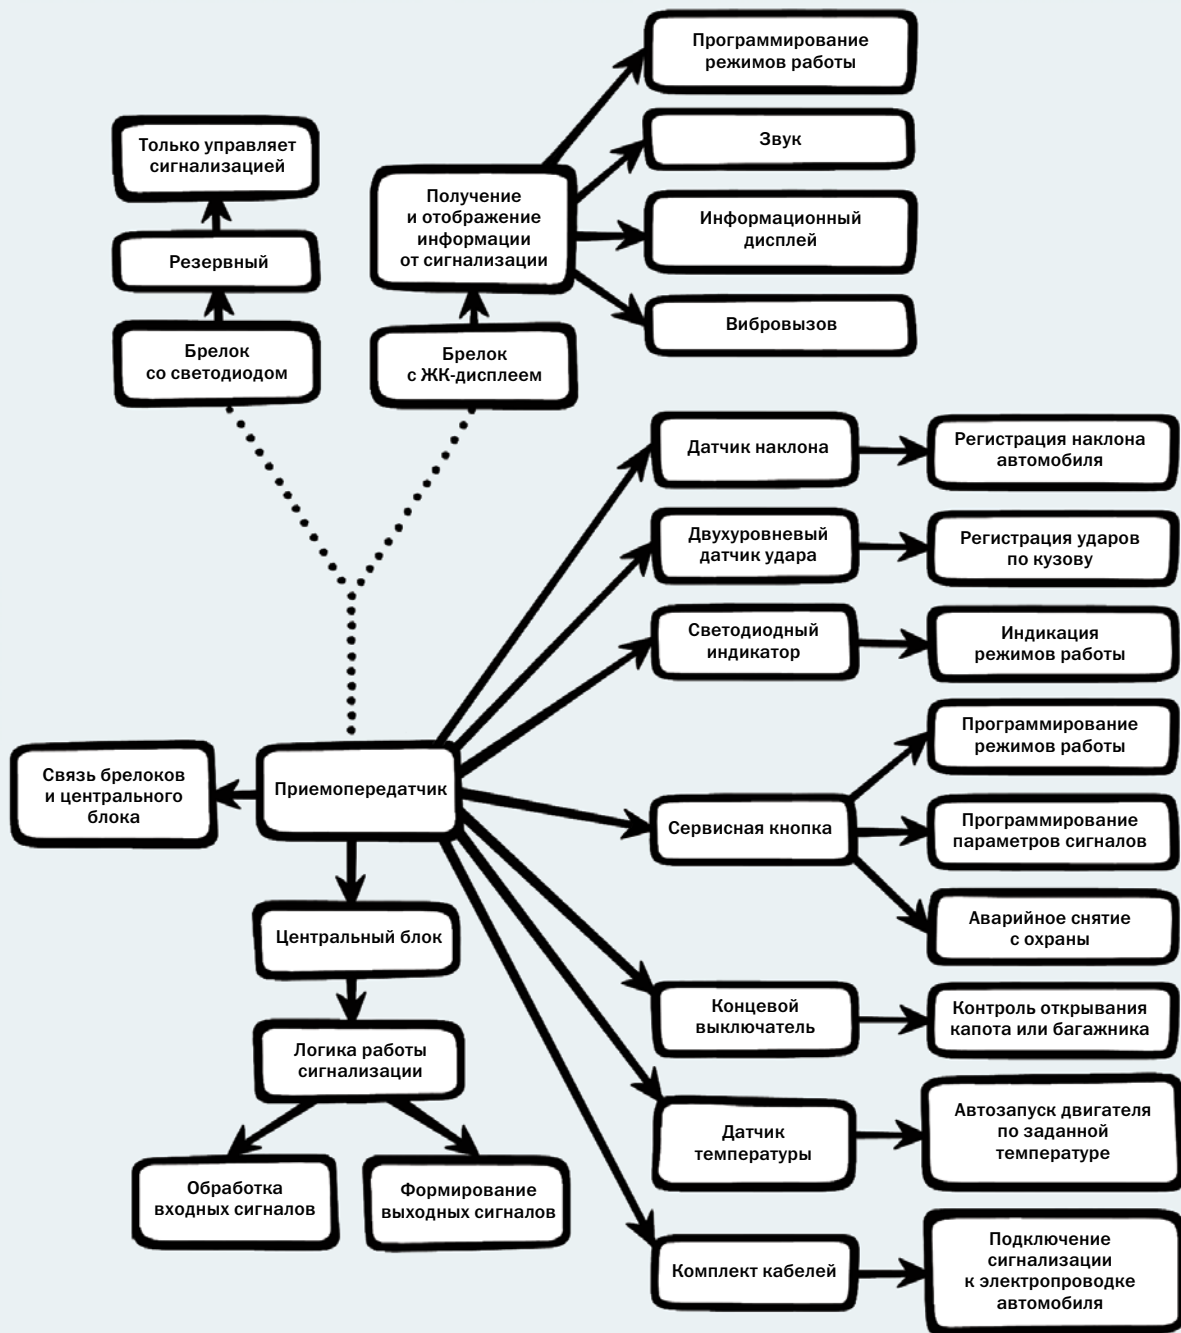 Программирование
режимов работы
Только управляет
сигнализацией
Звук
Получение
и отображение
информации
от сигнализации
Информационный
дисплей
Резервный
Вибровызов
Брелок
со светодиодом
Брелок
с ЖК-дисплеем
Датчик наклона
Регистрация наклона
автомобиля
Двухуровневый
датчик удара
Регистрация ударов
по кузову
Светодиодный
индикатор
Индикация
режимов работы
Программирование
режимов работы
Связь брелоков
и центрального
блока
Приемопередатчик
Сервисная кнопка
Программирование
параметров сигналов
Аварийное снятие
с охраны
Центральный блок
Концевой
выключатель
Контроль открывания
капота или багажника
Логика работы
сигнализации
Датчик
температуры
Автозапуск двигателя
по заданной
температуре
Обработка
входных сигналов
Формирование
выходных сигналов
Комплект кабелей
Подключение
сигнализации
к электропроводке
автомобиля